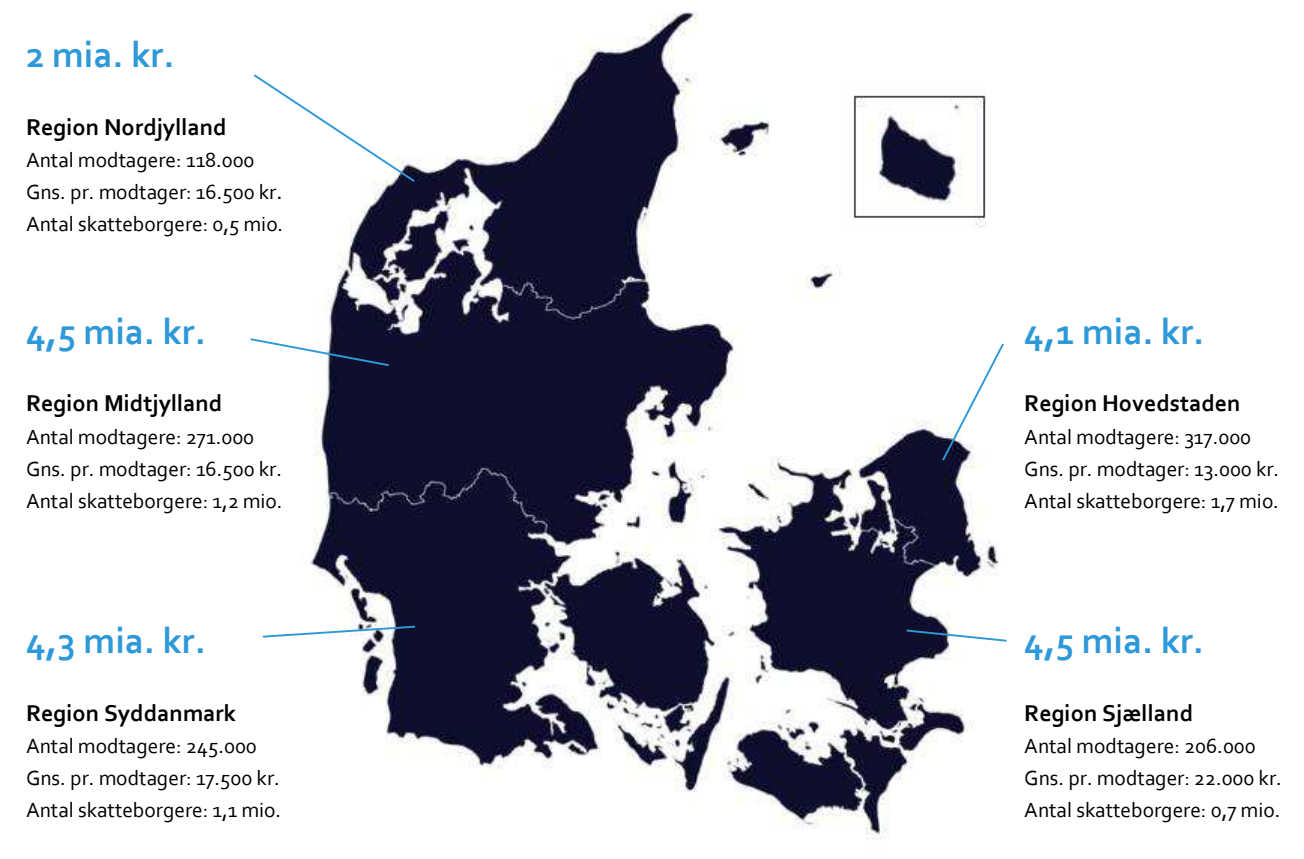 2 mia. kr.
Region Nordjylland
Antal modtagere: 118.000
Gns. pr. modtager: 16.500 kr.
Antal skatteborgere: 0,5 mio.
4,5 mia. kr.
Region Midtjylland
Antal modtagere: 271.000
Gns. pr. modtager: 16.500 kr.
Antal skatteborgere: 1,2 mio.
4,3 mia. kr.
Region Syddanmark
Antal modtagere: 245.000
Gns. pr. modtager: 17.500 kr.
Antal skatteborgere: 1,1 mio.
4,1 mia. kr.
Region Hovedstaden
Antal modtagere: 317.000
Gns. pr. modtager: 13.000 kr.
Antal skatteborgere: 1,7 mio.
4,5 mia. kr.
Region Sjælland
Antal modtagere: 206.000
Gns. pr. modtager: 22.000 kr.
Antal skatteborgere: 0,7 mio.